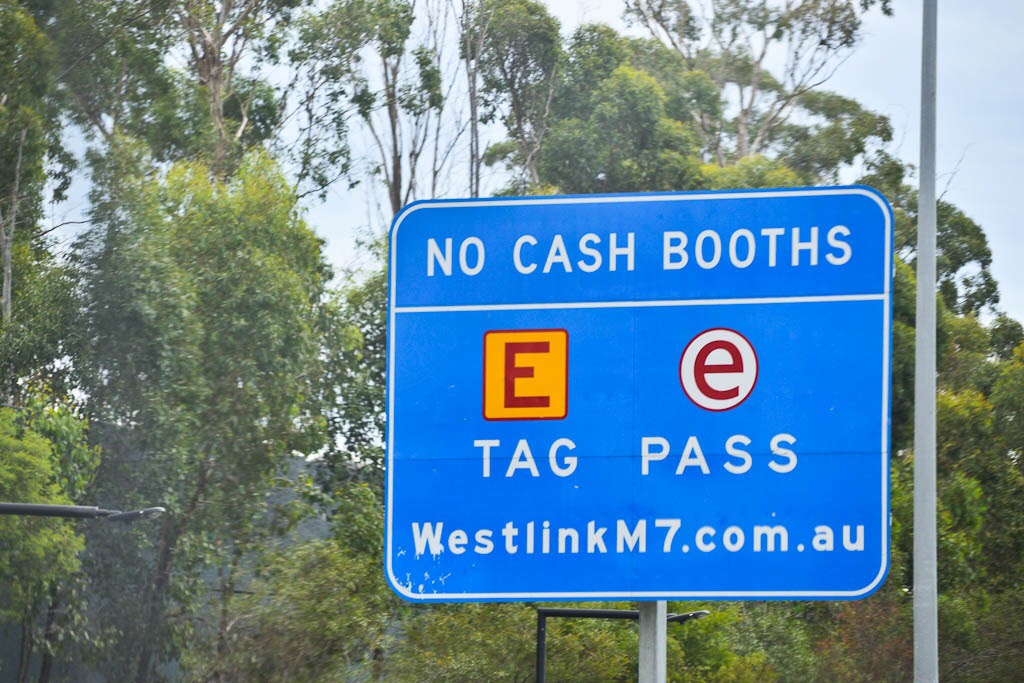 NO CASH BOOTHS
E e
TAG PASS
WestlinkM7.com.au